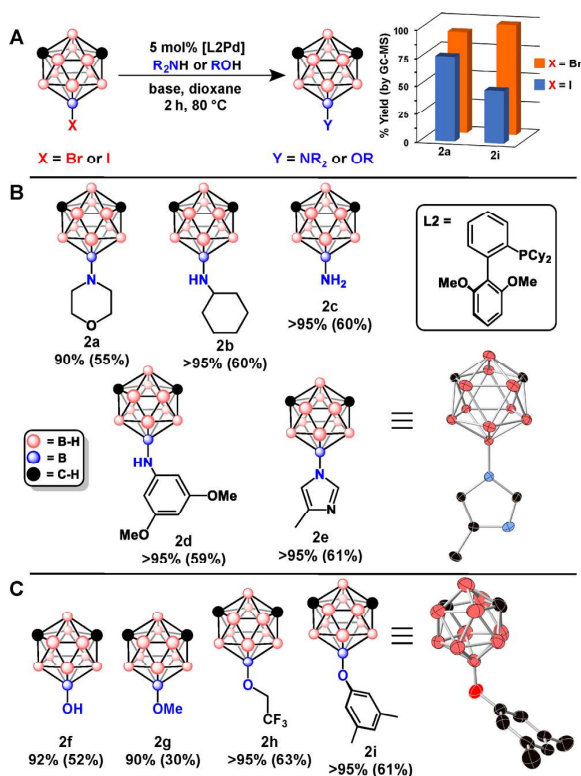 A
5 mol% [L2Pd]
R₂NH or ROH
base, dioxane
2 h, 80 °C
X
Y
X = Br or I
Y = NR₂ or OR
% Yield (by GC-MS)
100
75
50
25
0
2a
2i
X = Br
X = I
B
N
O
2a
90% (55%)
HN
2b
>95% (60%)
NH₂
2c
>95% (60%)
L2 =
PCy₂
MeO
OMe
= B-H
= B
= C-H
HN
OMe
MeO
2d
>95% (59%)
N
N
2e
>95% (61%)
C
OH
2f
92% (52%)
OMe
2g
90% (30%)
O
CF₃
2h
>95% (63%)
O
2i
>95% (61%)